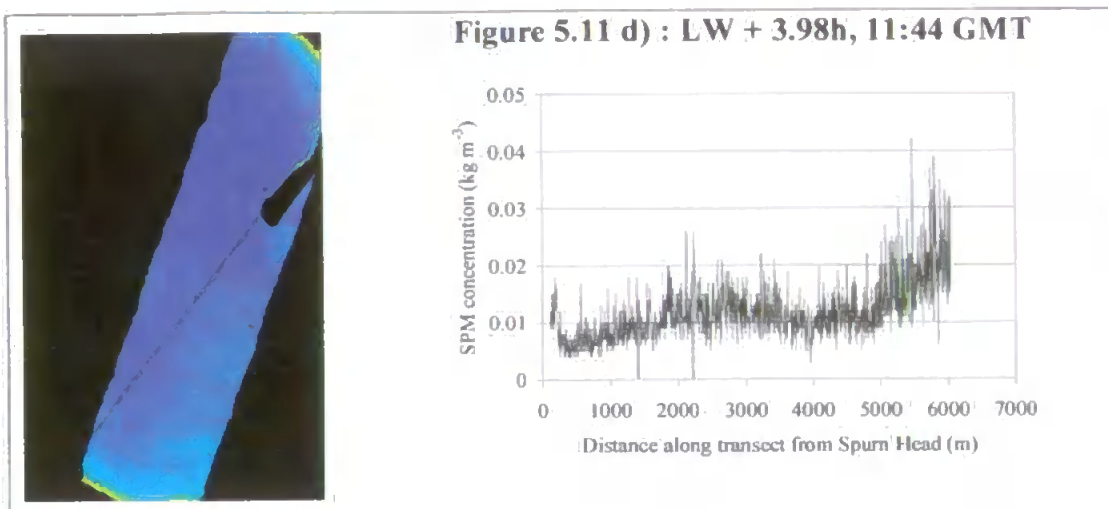 Figure 5.11 d) : LW + 3.98h, 11:44 GMT
SPM concentration (kg m⁻³)
0.05
0.04
0.03
0.02
0.01
0
0 1000 2000 3000 4000 5000 6000 7000
Distance along transect from Spurn Head (m)